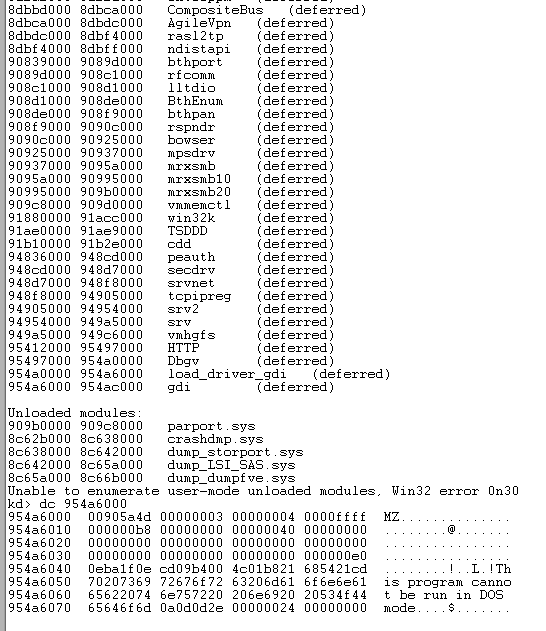 8dbbd000 8dbca000 CompositeBus (deferred)
8dbca000 8dbdc000 AgileVpn (deferred)
8dbdc000 8dbf4000 rasl2tp (deferred)
8dbf4000 8dbff000 ndistapi (deferred)
90839000 9089d000 bthport (deferred)
9089d000 908c1000 rfcomm (deferred)
908c1000 908d1000 lltdio (deferred)
908d1000 908de000 BthEnum (deferred)
908de000 908f9000 bthpan (deferred)
908f9000 9090c000 rspndr (deferred)
9090c000 90925000 bowser (deferred)
90925000 90937000 mpsdrv (deferred)
90937000 9095a000 mrxsmb (deferred)
9095a000 90995000 mrxsmb10 (deferred)
90995000 909b0000 mrxsmb20 (deferred)
909c8000 909d0000 vmmemctl (deferred)
91880000 91acc000 win32k (deferred)
91ae0000 91ae9000 TSDDD (deferred)
91b10000 91b2e000 cdd (deferred)
94836000 948cd000 peauth (deferred)
948cd000 948d7000 secdrv (deferred)
948d7000 948f8000 srvnet (deferred)
948f8000 94905000 tcpipreg (deferred)
94905000 94954000 srv2 (deferred)
94954000 949a5000 srv (deferred)
949a5000 949c6000 vmhgfs (deferred)
95412000 95497000 HTTP (deferred)
95497000 954a0000 Dbgv (deferred)
954a0000 954a6000 load_driver_gdi (deferred)
954a6000 954ac000 gdi (deferred)
Unloaded modules:
909b0000 909c8000 parport.sys
8c62b000 8c638000 crashdmp.sys
8c638000 8c642000 dump_storport.sys
8c642000 8c65a000 dump_LSI_SAS.sys
8c65a000 8c66b000 dump_dumpfve.sys
Unable to enumerate user-mode unloaded modules, Win32 error 0n30
kd> dc 954a6000
954a6000 00905a4d 00000003 00000004 0000ffff MZ..............
954a6010 000000b8 00000000 00000040 00000000 ........@.......
954a6020 00000000 00000000 00000000 00000000 ................
954a6030 00000000 00000000 00000000 000000e0 ................
954a6040 0eba1f0e cd09b400 4c01b821 685421cd ........!..L.!Th
954a6050 70207369 72676f72 63206d61 6f6e6e61 is program canno
954a6060 65622074 6e757220 206e6920 20534f44 t be run in DOS
954a6070 65646f6d 0a0d0d2e 00000024 00000000 mode....$.......